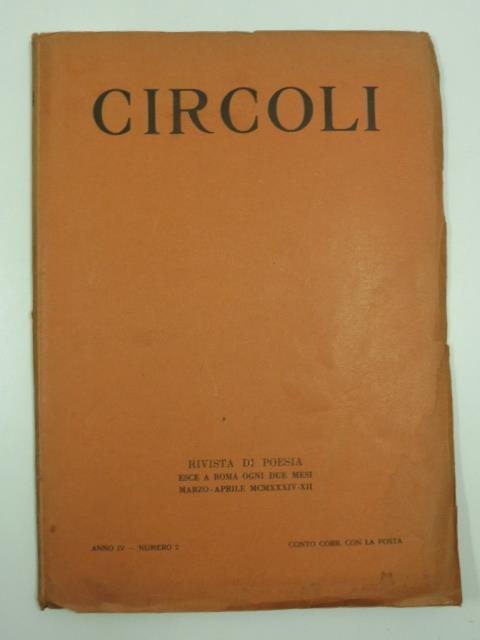 CIRCOLI
RIVISTA DI POESIA
ESCE A ROMA OGNI DUE MESI
MARZO-APRILE MCMXXXIV-XII
ANNO IV — NUMERO 2
CONTO CORR. CON LA POSTA